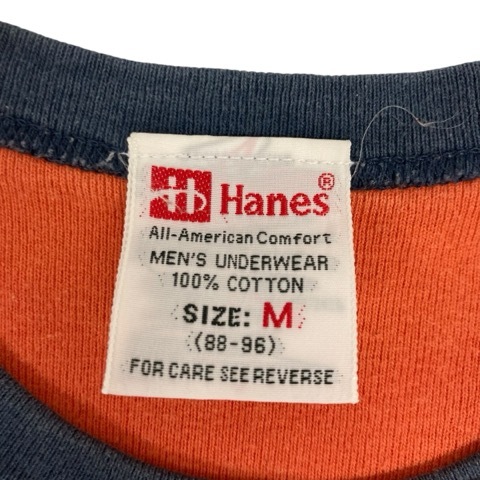 Hanes®
All-American Comfort
MEN'S UNDERWEAR
100% COTTON
SIZE: M
(88-96)
FOR CARE SEE REVERSE